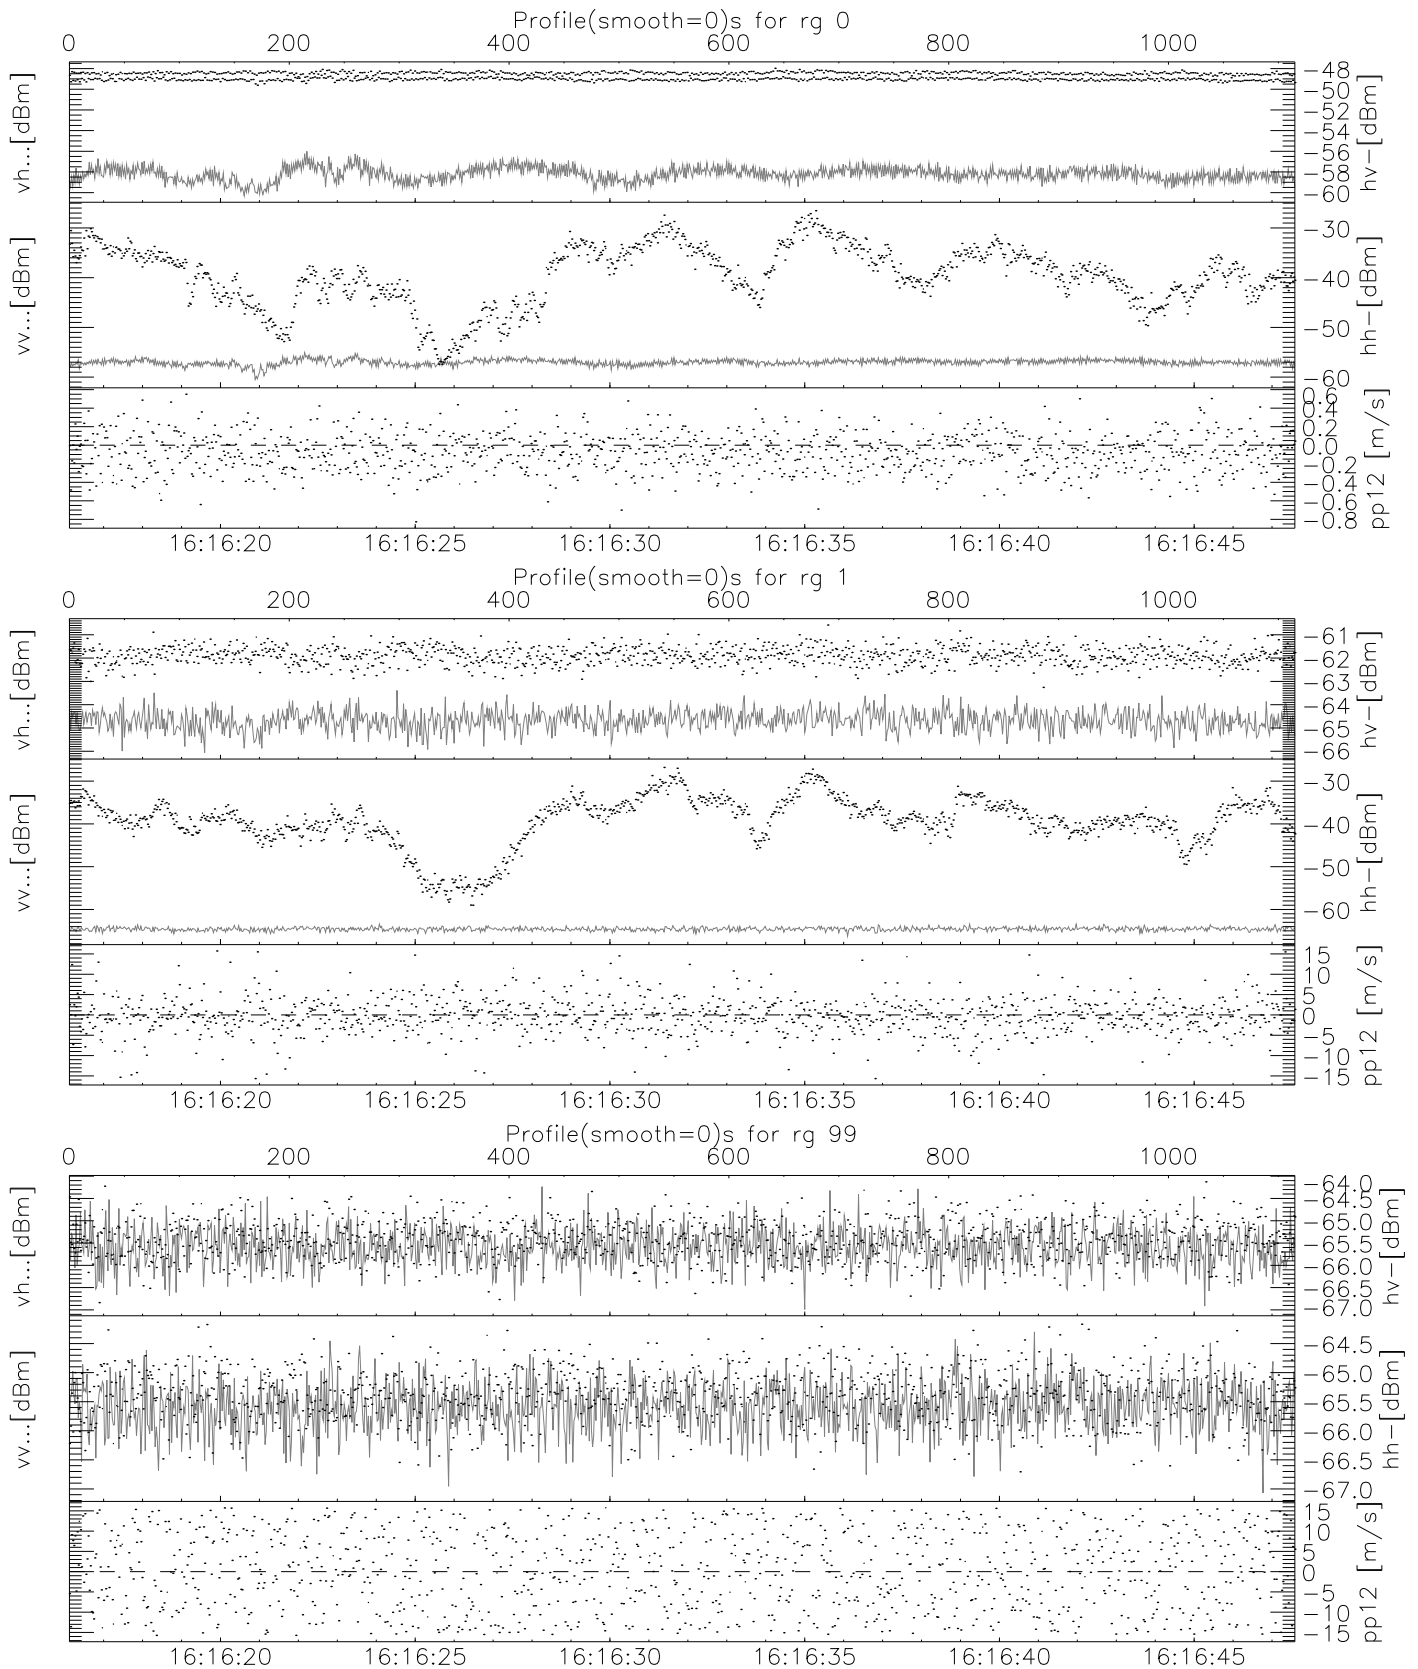 Profile(smooth=0)s for rg 0
0 200 400 600 800 1000
vh...[dBm]
-48
-50
-52
-54
-56
-58
-60
hv-[dBm]
vv...[dBm]
-30
-40
-50
-60
hh-[dBm]
0.6
0.4
0.2
0.0
-0.2
-0.4
-0.6
-0.8
pp12 [m/s]
16:16:20 16:16:25 16:16:30 16:16:35 16:16:40 16:16:45
Profile(smooth=0)s for rg 1
0 200 400 600 800 1000
vh...[dBm]
-61
-62
-63
-64
-65
-66
hv-[dBm]
vv...[dBm]
-30
-40
-50
-60
hh-[dBm]
15
10
5
0
-5
-10
-15
pp12 [m/s]
16:16:20 16:16:25 16:16:30 16:16:35 16:16:40 16:16:45
Profile(smooth=0)s for rg 99
0 200 400 600 800 1000
vh...[dBm]
-64.0
-64.5
-65.0
-65.5
-66.0
-66.5
-67.0
hv-[dBm]
vv...[dBm]
-64.5
-65.0
-65.5
-66.0
-66.5
-67.0
hh-[dBm]
15
10
5
0
-5
-10
-15
pp12 [m/s]
16:16:20 16:16:25 16:16:30 16:16:35 16:16:40 16:16:45